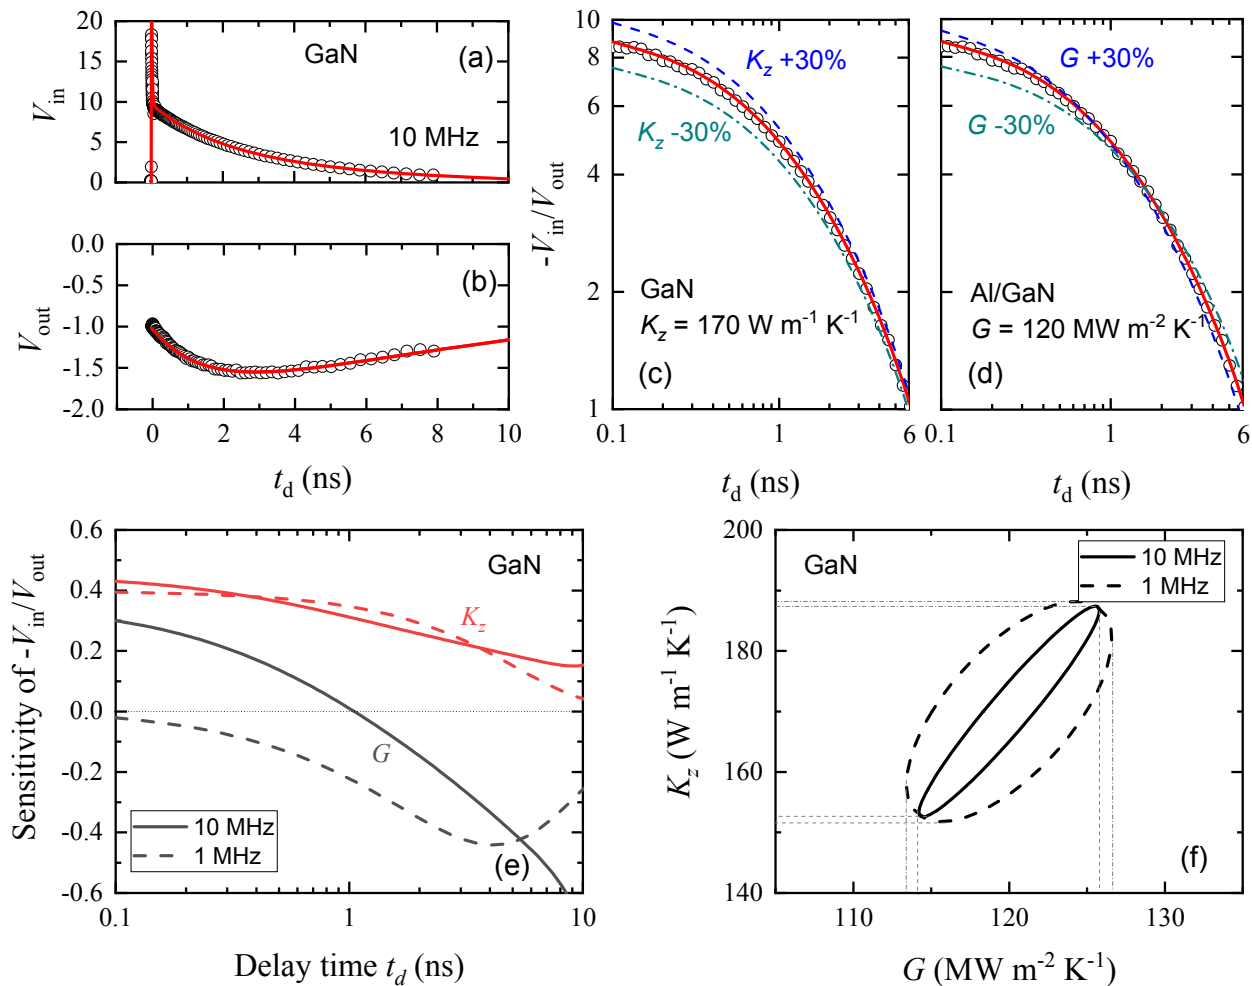 20
15
10
5
0
V_in
GaN
(a)
10 MHz
0.0
-0.5
-1.0
-1.5
-2.0
V_out
(b)
0 2 4 6 8 10
t_d (ns)
10
8
6
4
2
1
-V_in/V_out
K_z +30%
K_z -30%
GaN
K_z = 170 W m⁻¹ K⁻¹
(c)
0.1 1 6
t_d (ns)
G +30%
G -30%
Al/GaN
G = 120 MW m⁻² K⁻¹
(d)
0.1 1 6
t_d (ns)
0.6
0.4
0.2
0.0
-0.2
-0.4
-0.6
Sensitivity of -V_in/V_out
GaN
K_z
G
10 MHz
1 MHz
(e)
0.1 1 10
Delay time t_d (ns)
200
180
160
140
K_z (W m⁻¹ K⁻¹)
GaN
10 MHz
1 MHz
(f)
110 120 130
G (MW m⁻² K⁻¹)